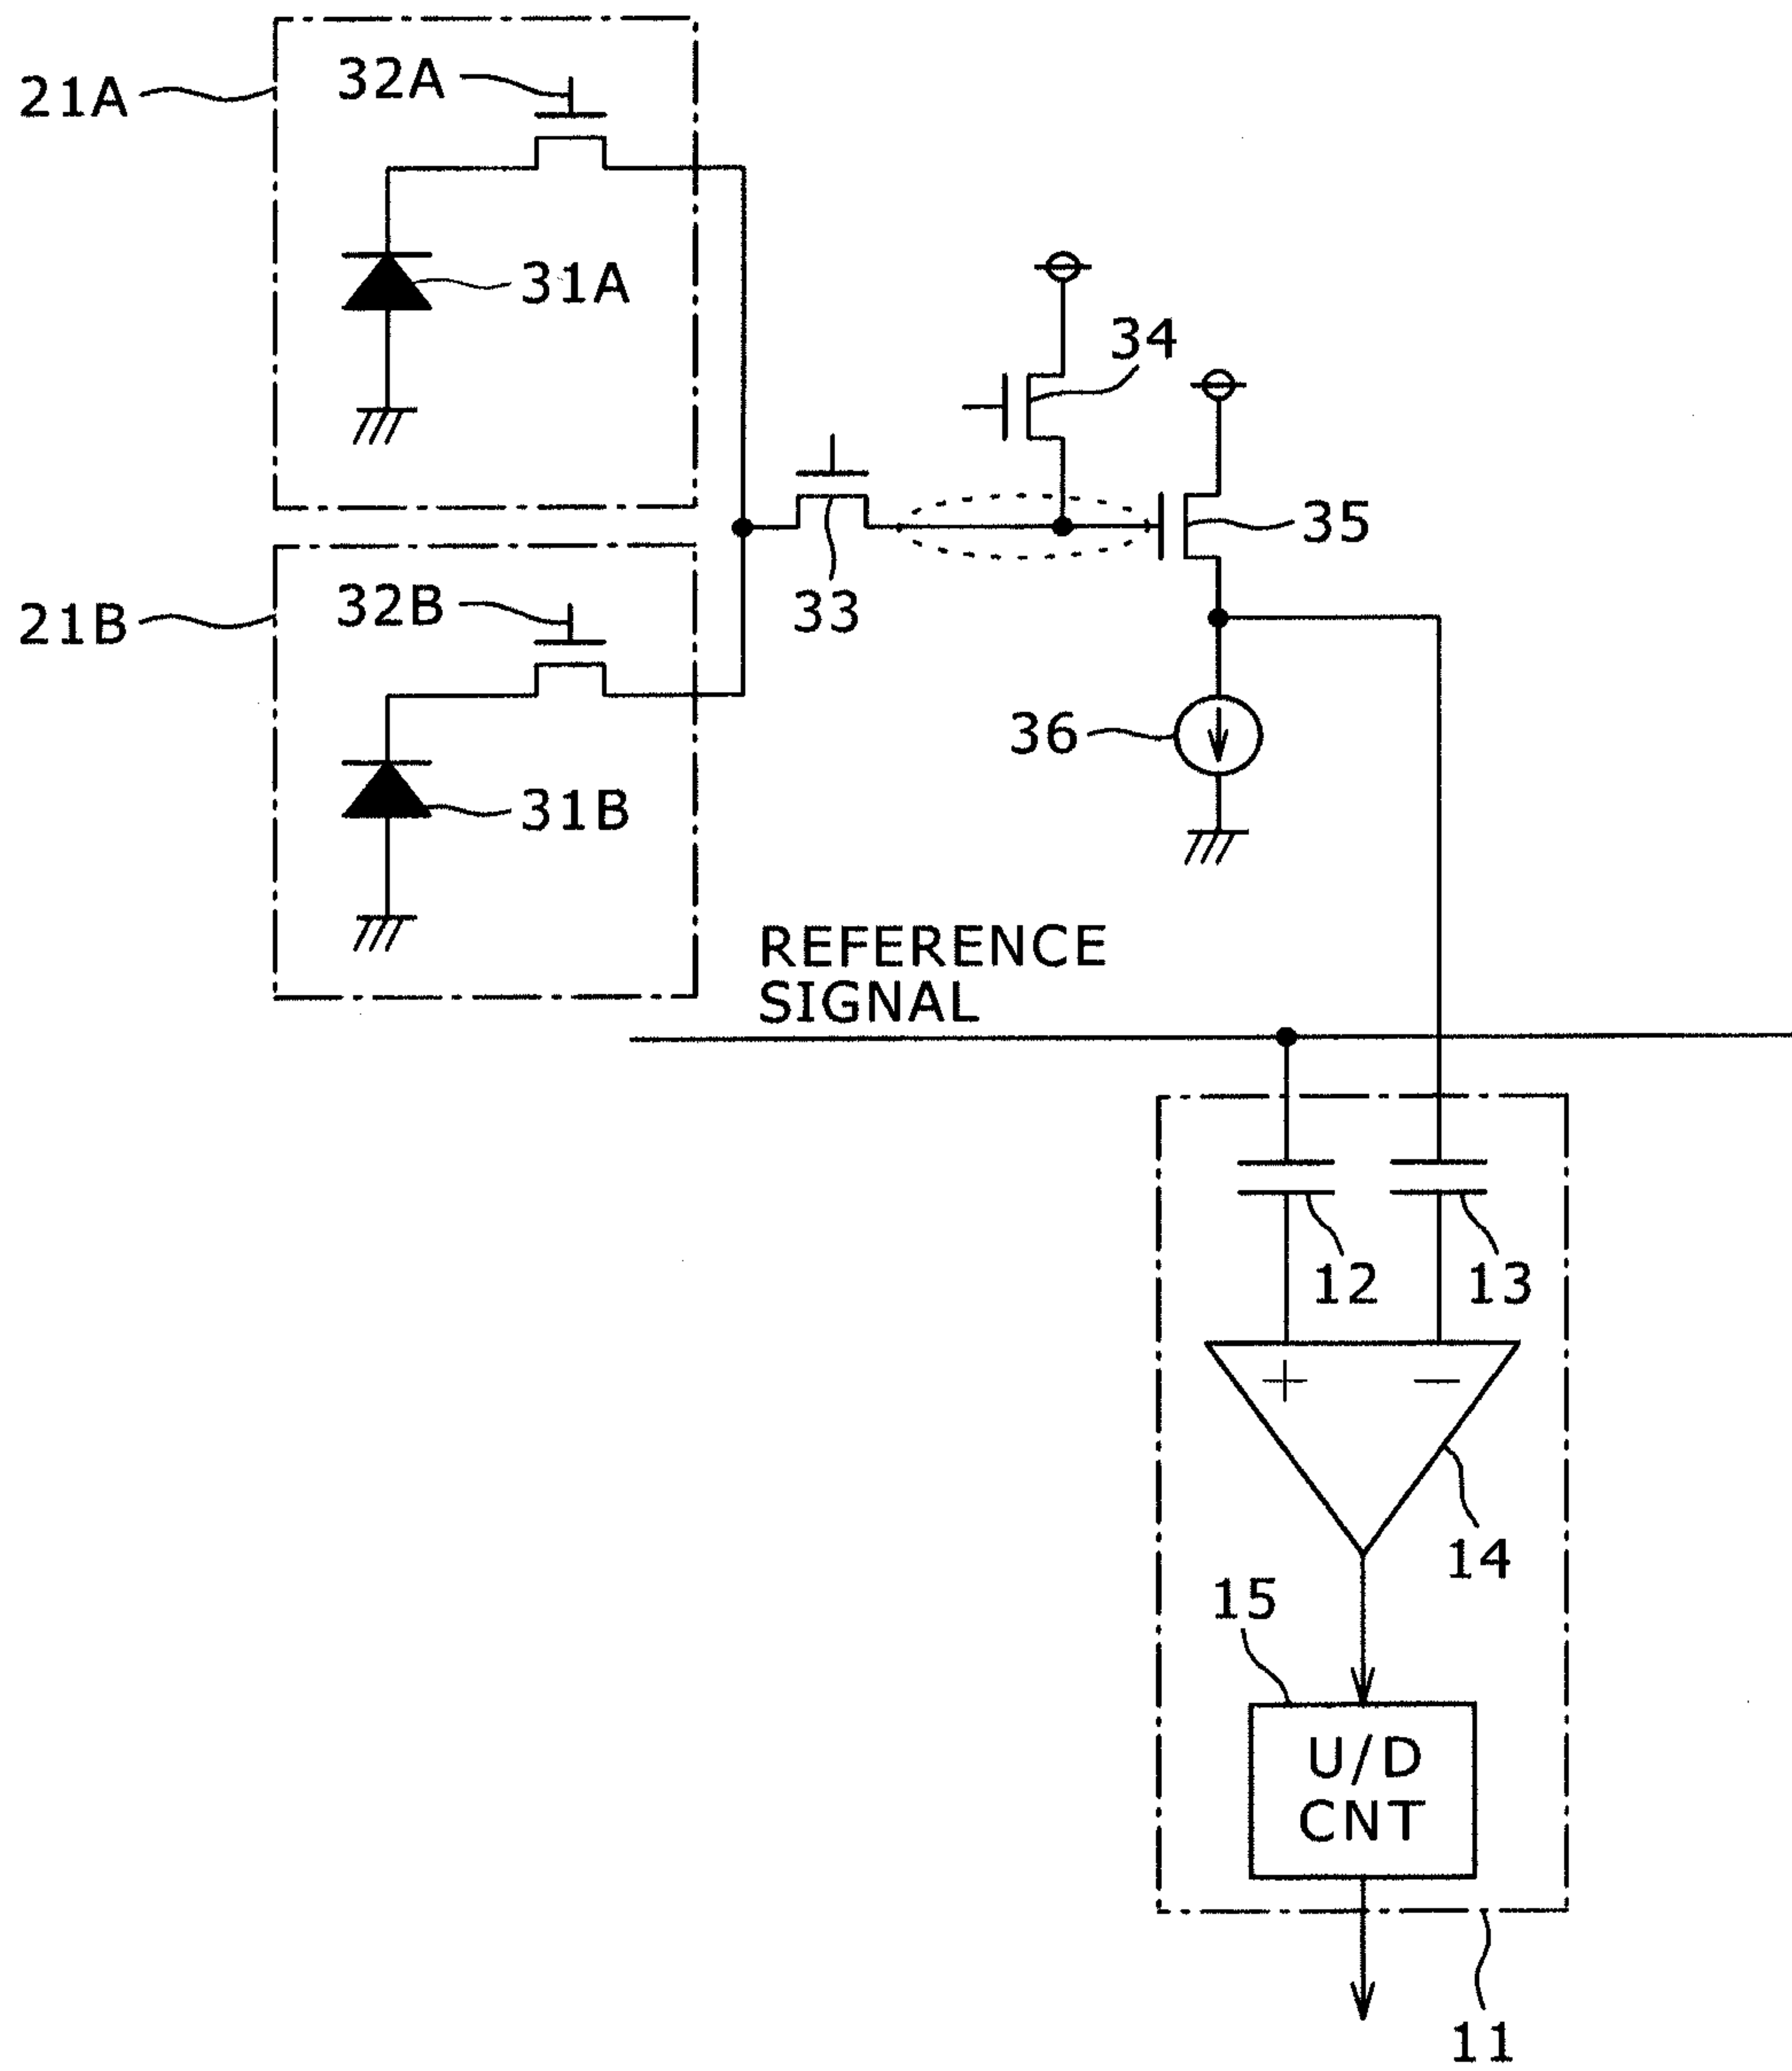 21A
32A
31A
34
35
33
21B
32B
31B
36
REFERENCE
SIGNAL
12
13
+
−
14
15
U/D
CNT
11